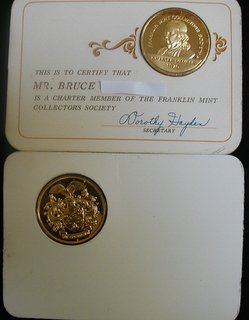 THIS IS TO CERTIFY THAT
MR. BRUCE
IS A CHARTER MEMBER OF THE FRANKLIN MINT
COLLECTORS SOCIETY
Dorothy Hayden
SECRETARY